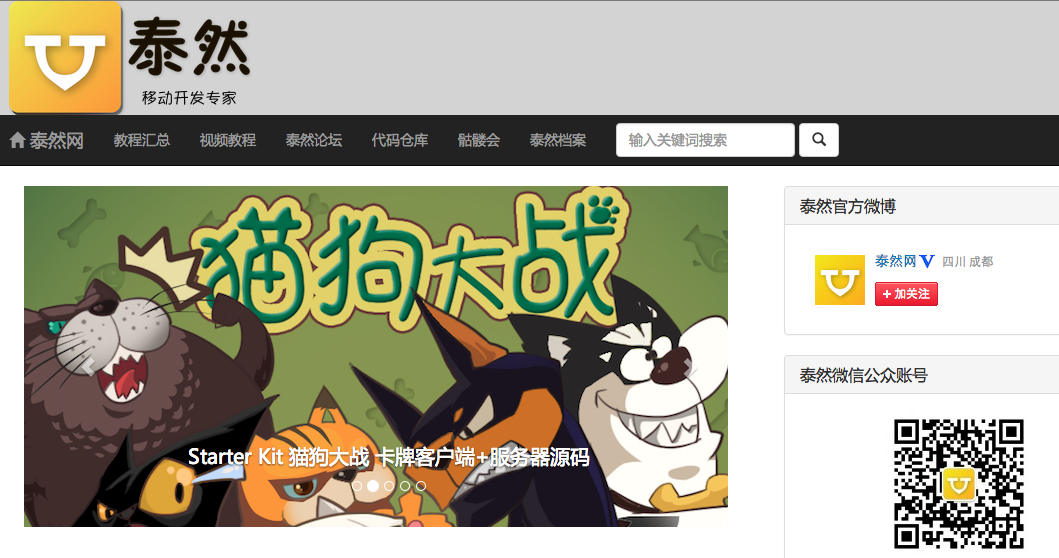 泰然
移动开发专家
泰然网
教程汇总
视频教程
泰然论坛
代码仓库
骷髅会
泰然档案
输入关键词搜索
猫狗大战
Starter Kit 猫狗大战 卡牌客户端+服务器源码
泰然官方微博
泰然网V 四川 成都
+ 加关注
泰然微信公众账号